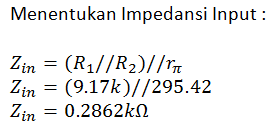 Menentukan Impedansi Input :
Z_in = (R_1//R_2)//r_π
Z_in = (9.17k)//295.42
Z_in = 0.2862kΩ